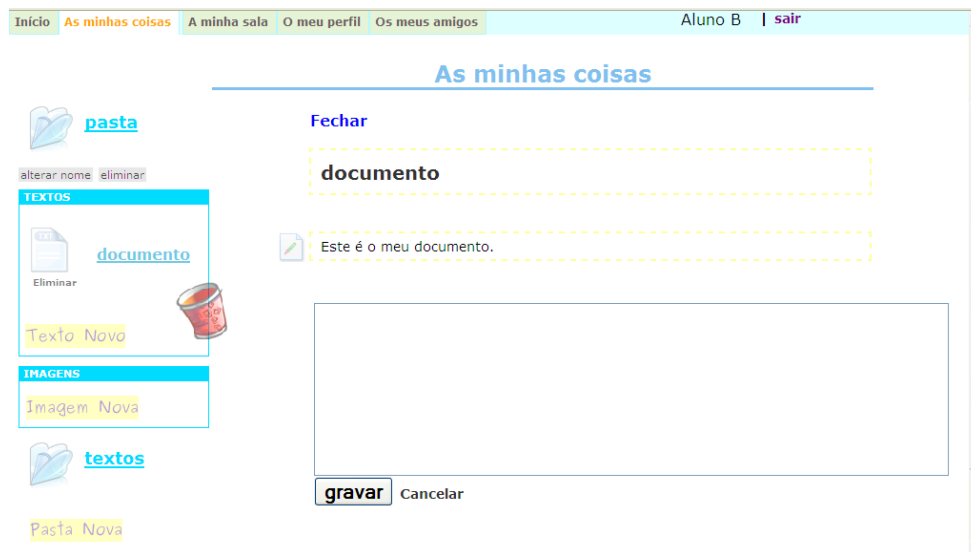 Início As minhas coisas A minha sala O meu perfil Os meus amigos Aluno B | sair
As minhas coisas
pasta
alterar nome eliminar
TEXTOS
documento
Eliminar
Texto Novo
IMAGENS
Imagem Nova
textos
Pasta Nova
Fechar
documento
Este é o meu documento.
gravar Cancelar